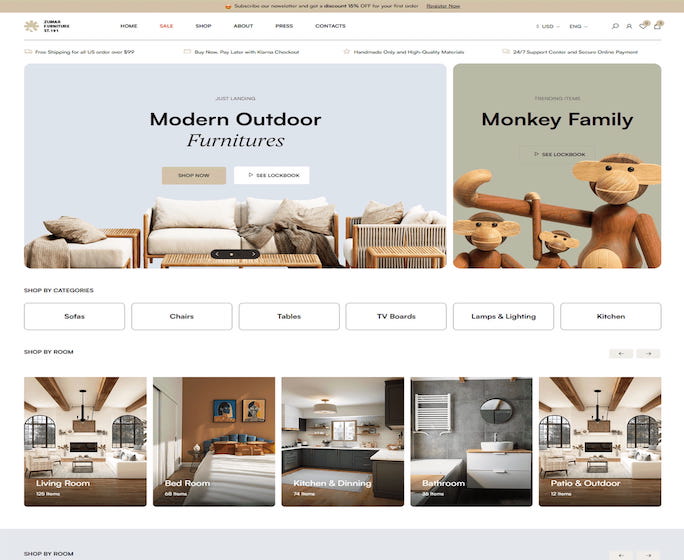 Subscribe our newsletter and get a discount 15% OFF for your first order Register Now
ZUMAR
FURNITURE
ST.191
HOME SALE SHOP ABOUT PRESS CONTACTS
$ USD ENG
Free Shipping for all US order over $99
Buy Now, Pay Later with Klarna Checkout
Handmade Only and High-Quality Materials
24/7 Support Center and Secure Online Payment
JUST LANDING
Modern Outdoor
Furnitures
SHOP NOW
SEE LOCKBOOK
TRENDING ITEMS
Monkey Family
SEE LOCKBOOK
SHOP BY CATEGORIES
Sofas
Chairs
Tables
TV Boards
Lamps & Lighting
Kitchen
SHOP BY ROOM
Living Room
125 Items
Bed Room
68 Items
Kitchen & Dinning
74 Items
Bathroom
35 Items
Patio & Outdoor
12 Items
SHOP BY ROOM